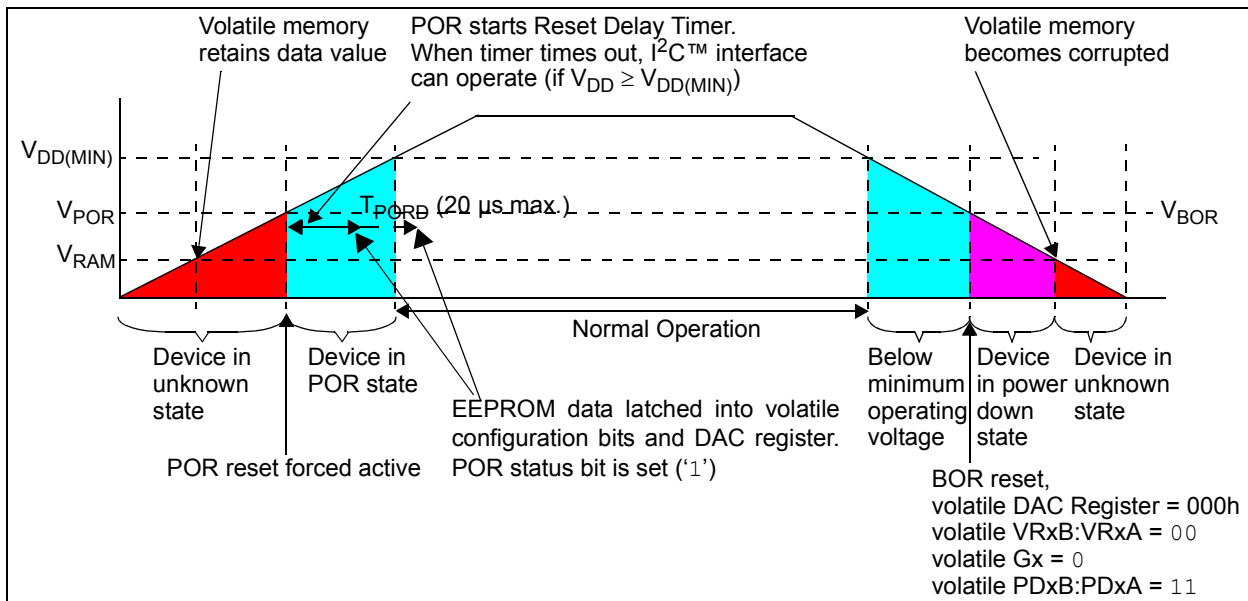 Volatile memory
retains data value
POR starts Reset Delay Timer.
When timer times out, I²C™ interface
can operate (if VDD ≥ VDD(MIN))
Volatile memory
becomes corrupted
VDD(MIN)
VPOR
TPORD (20 µs max.)
VBOR
VRAM
Normal Operation
Device in
unknown
state
Device in
POR state
Below
minimum
operating
voltage
Device
in power
down
state
Device in
unknown
state
EEPROM data latched into volatile
configuration bits and DAC register.
POR status bit is set (‘1’)
POR reset forced active
BOR reset,
volatile DAC Register = 000h
volatile VRxB:VRxA = 00
volatile Gx = 0
volatile PDxB:PDxA = 11